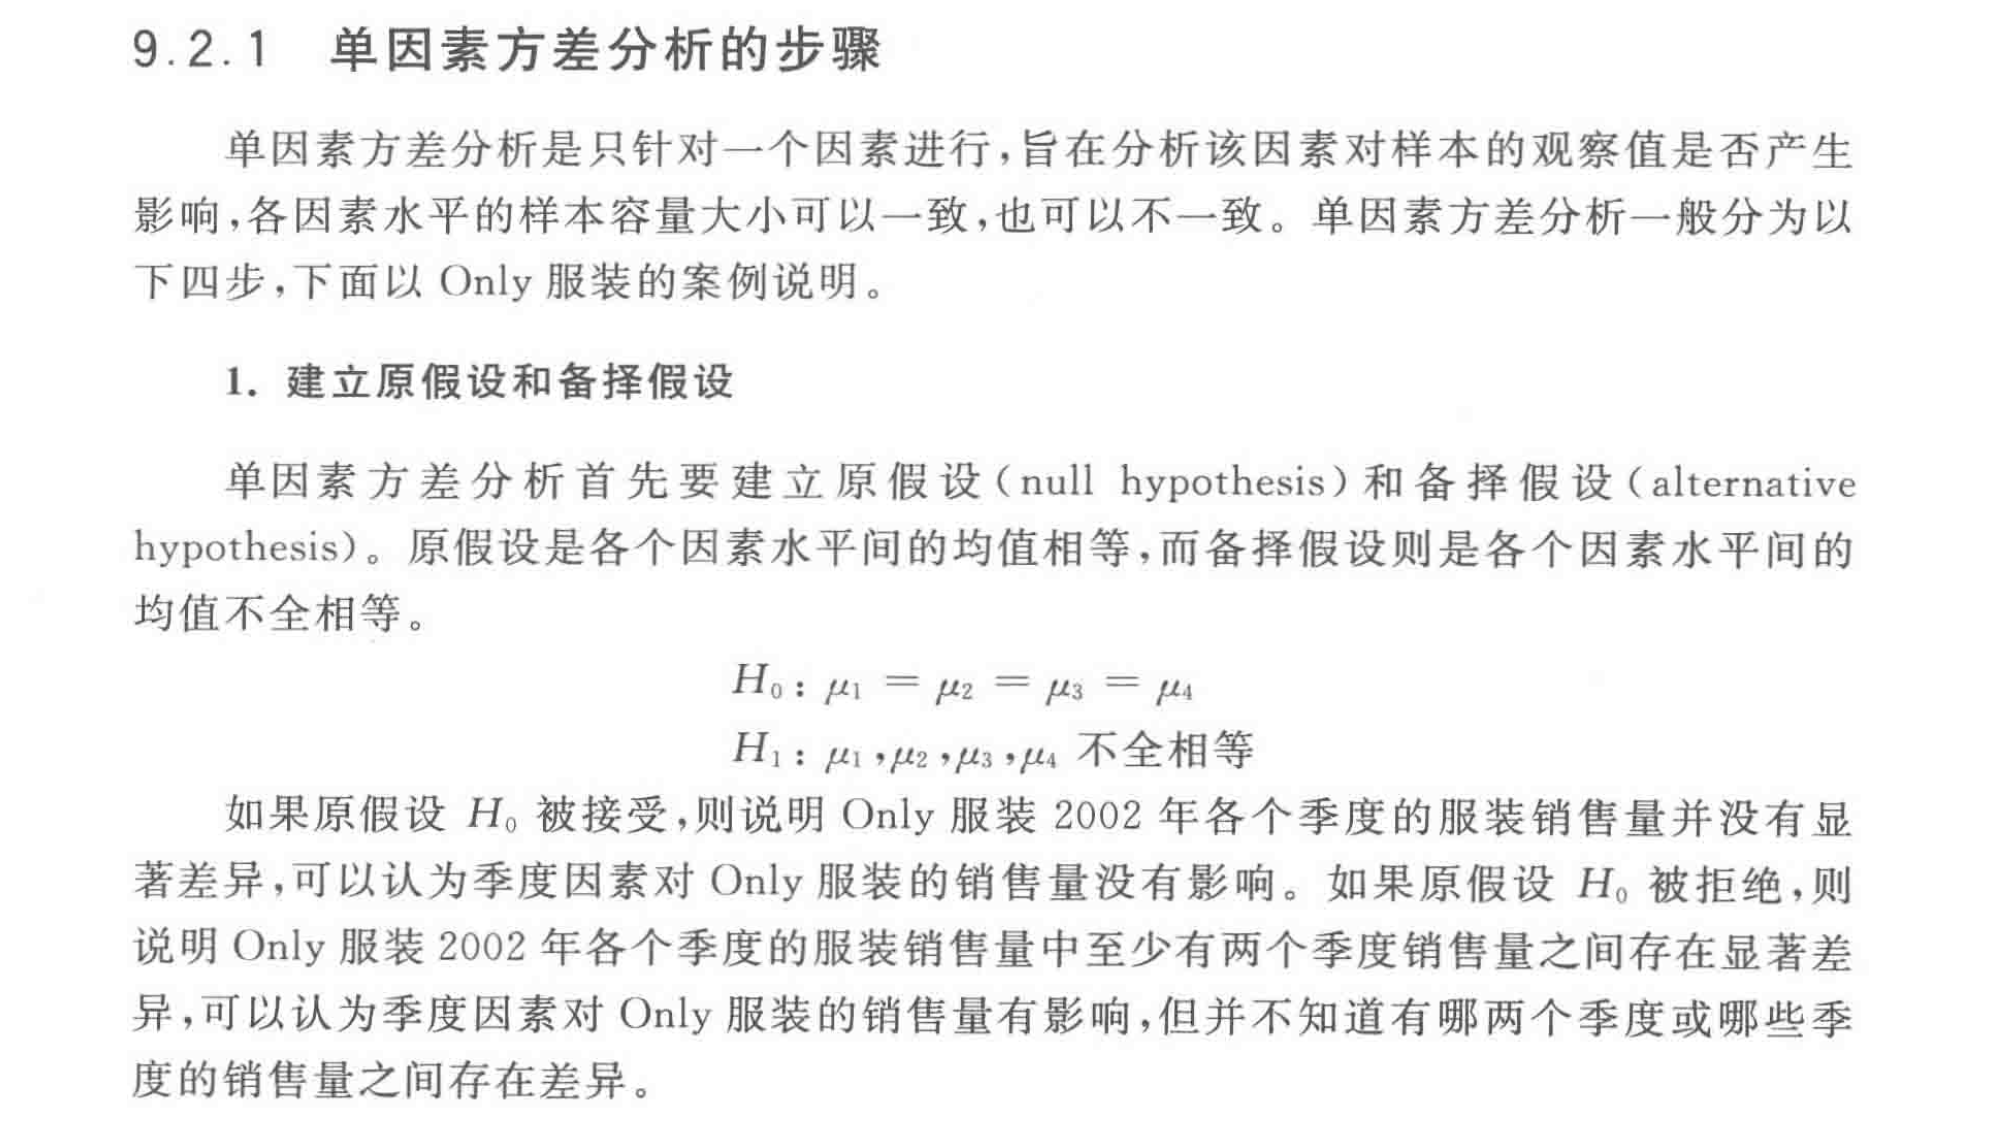 9.2.1 单因素方差分析的步骤
单因素方差分析是只针对一个因素进行,旨在分析该因素对样本的观察值是否产生
影响,各因素水平的样本容量大小可以一致,也可以不一致。单因素方差分析一般分为以
下四步,下面以 Only 服装的案例说明。
1. 建立原假设和备择假设
单因素方差分析首先要建立原假设(null hypothesis)和备择假设(alternative
hypothesis)。原假设是各个因素水平间的均值相等,而备择假设则是各个因素水平间的
均值不全相等。
H₀: μ₁ = μ₂ = μ₃ = μ₄
H₁: μ₁,μ₂,μ₃,μ₄ 不全相等
如果原假设 H₀ 被接受,则说明 Only 服装 2002 年各个季度的服装销售量并没有显
著差异,可以认为季度因素对 Only 服装的销售量没有影响。如果原假设 H₀ 被拒绝,则
说明 Only 服装 2002 年各个季度的服装销售量中至少有两个季度销售量之间存在显著差
异,可以认为季度因素对 Only 服装的销售量有影响,但并不知道有哪两个季度或哪些季
度的销售量之间存在差异。